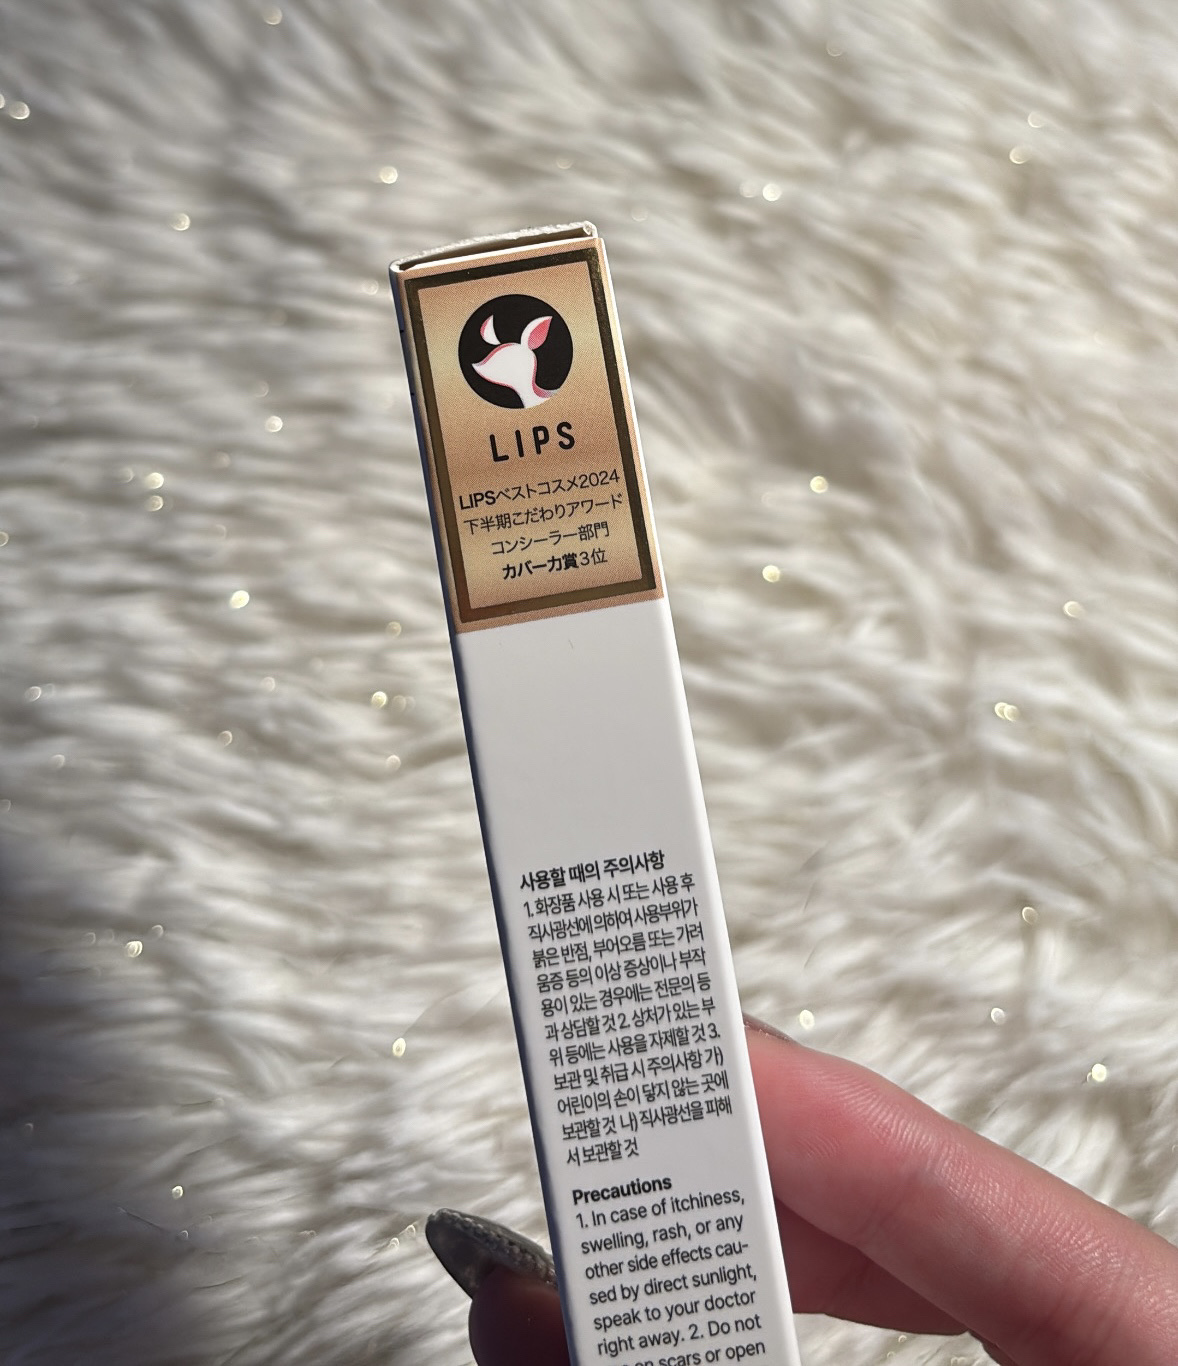 LIPS
LIPSベストコスメ2024
下半期こだわりアワード
コンシーラー部門
カバー力賞3位
사용할 때의 주의사항
1. 화장품 사용 시 또는 사용 후
직사광선에 의하여 사용부위가
붉은 반점, 부어오름 또는 가려
움증 등의 이상 증상이나 부작
용이 있는 경우에는 전문의 등
과 상담할 것 2. 상처가 있는 부
위 등에는 사용을 자제할 것 3.
보관 및 취급 시 주의사항 가)
어린이의 손이 닿지 않는 곳에
보관할 것 나) 직사광선을 피해
서 보관할 것
Precautions
1. In case of itchiness,
swelling, rash, or any
other side effects cau-
sed by direct sunlight,
speak to your doctor
right away. 2. Do not
on scars or open